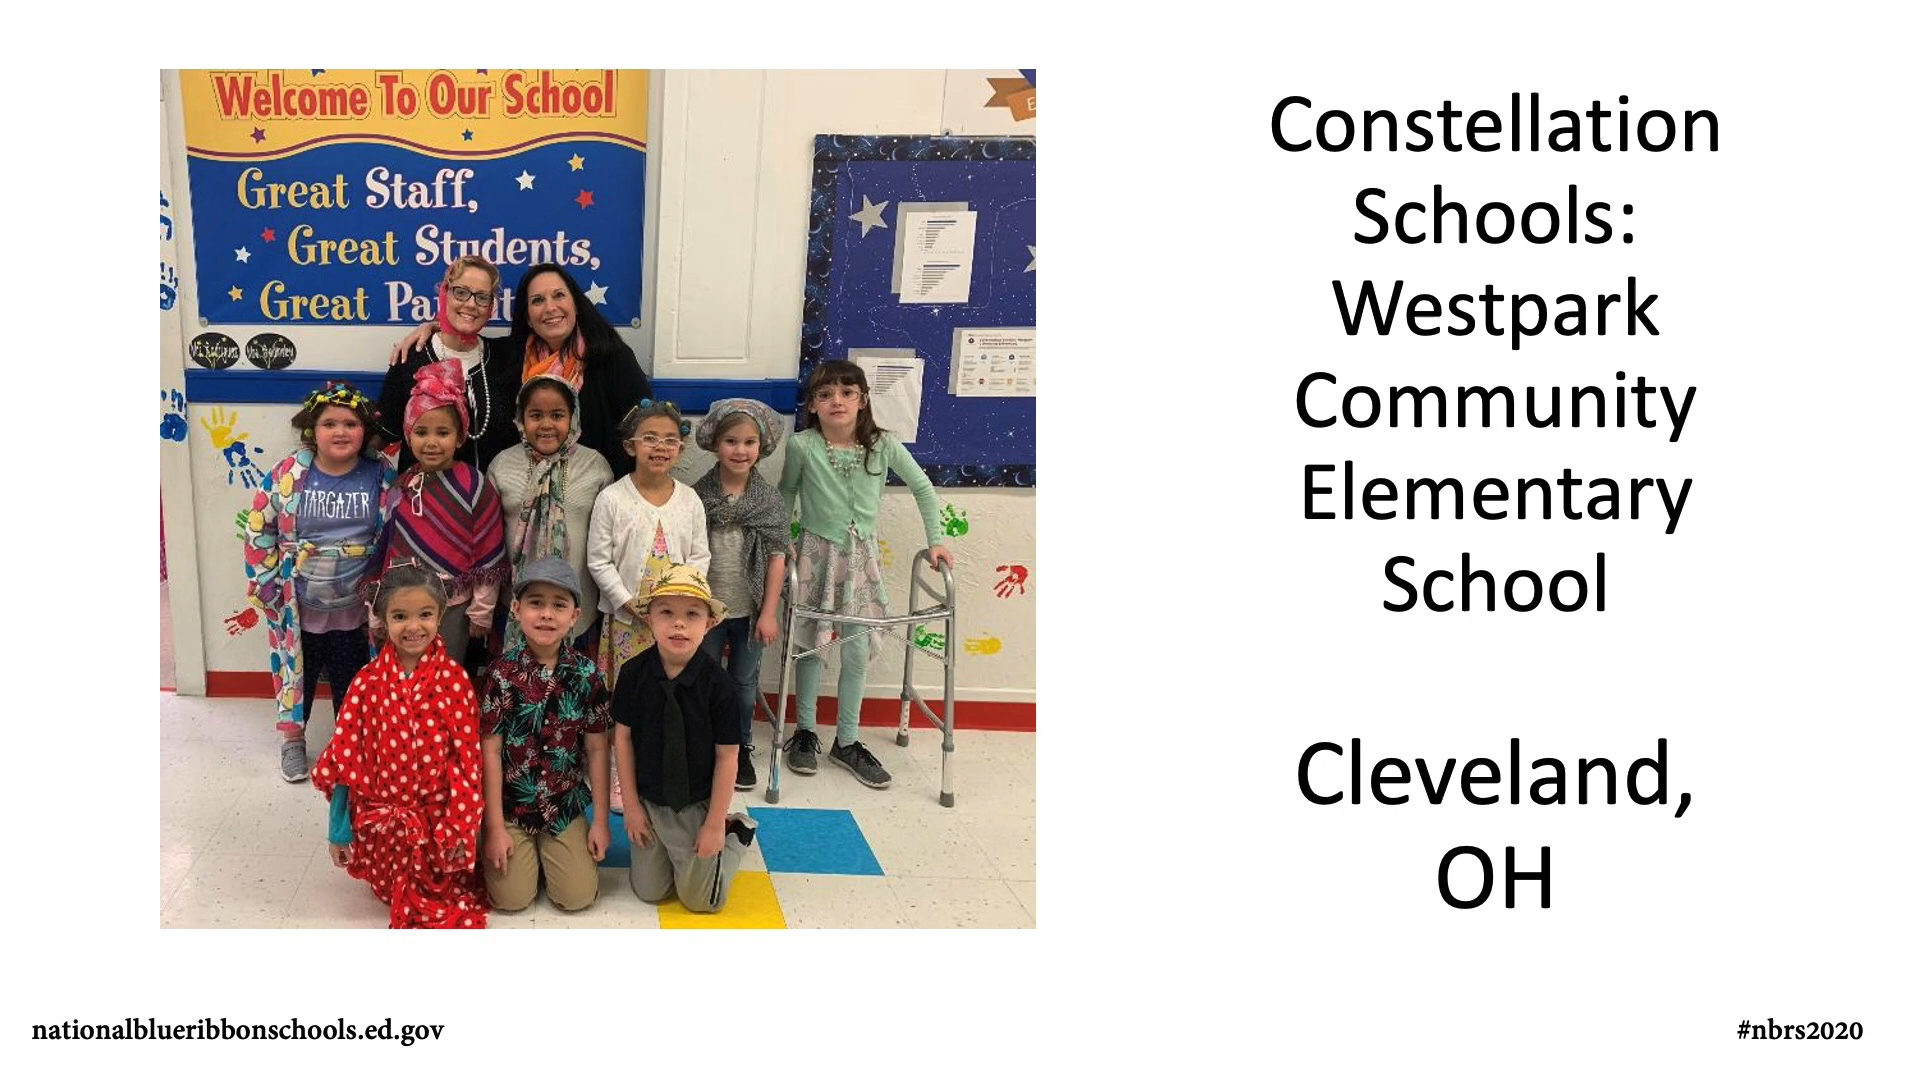 Welcome To Our School
Great Staff,
Great Students,
Great
TARGAZER
Constellation
Schools:
Westpark
Community
Elementary
School
Cleveland,
OH
nationalblueribbonschools.ed.gov
#nbrs2020